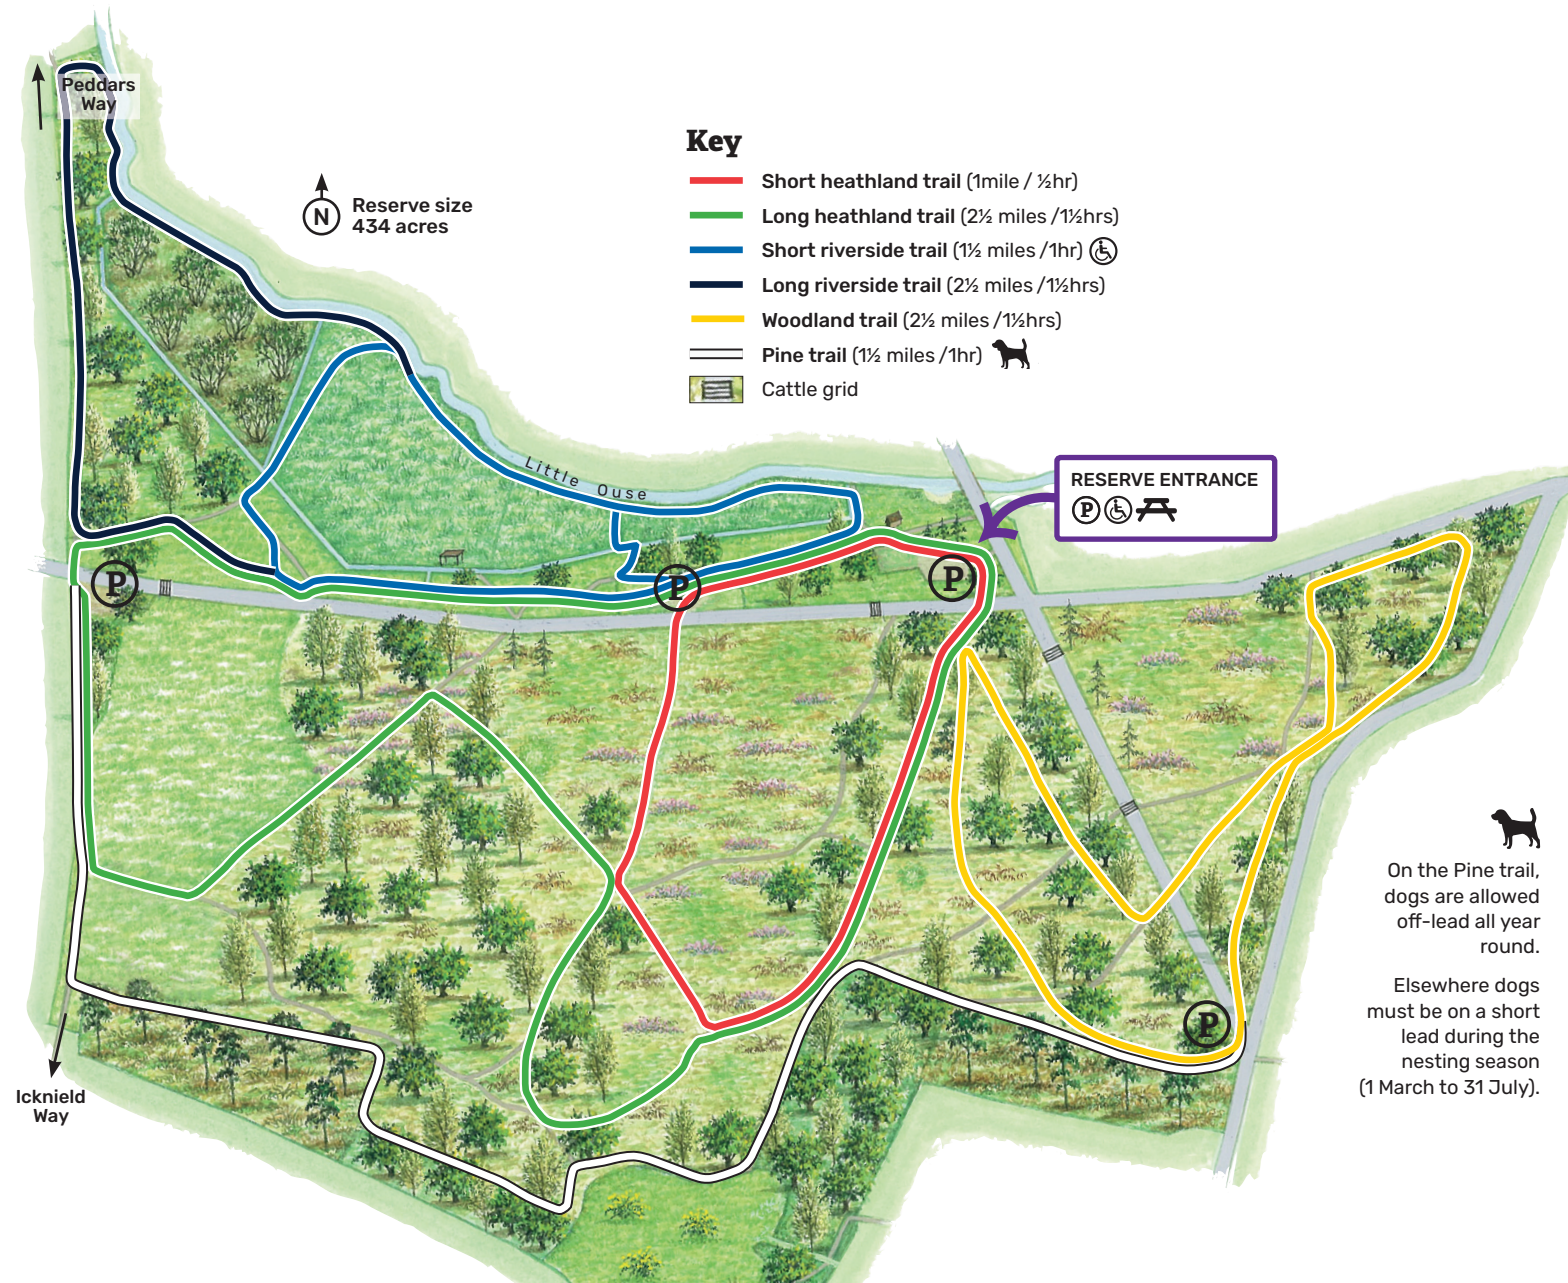 Peddars
Way
N
Reserve size
434 acres
Key
Short heathland trail (1mile / ½hr)
Long heathland trail (2½ miles /1½hrs)
Short riverside trail (1½ miles /1hr)
Long riverside trail (2½ miles /1½hrs)
Woodland trail (2½ miles /1½hrs)
Pine trail (1½ miles /1hr)
Cattle grid
Little Ouse
RESERVE ENTRANCE
P
P
P
P
P
On the Pine trail,
dogs are allowed
off-lead all year
round.
Elsewhere dogs
must be on a short
lead during the
nesting season
(1 March to 31 July).
Icknield
Way